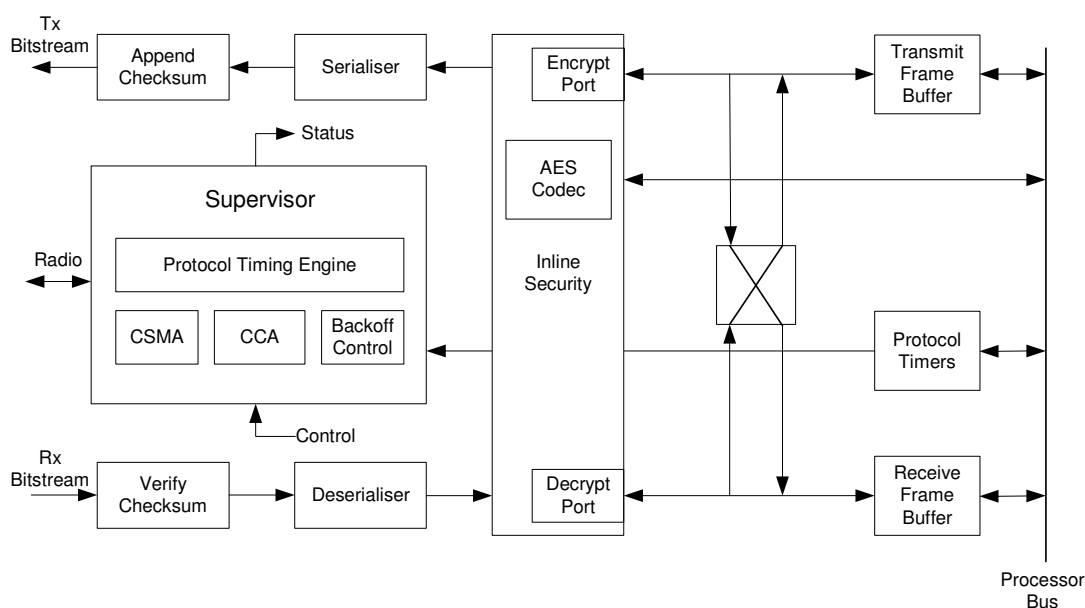 Tx
Bitstream
Append
Checksum
Serialiser
Encrypt
Port
Transmit
Frame
Buffer
Status
AES
Codec
Supervisor
Radio
Protocol Timing Engine
Inline
Security
CSMA
CCA
Backoff
Control
Protocol
Timers
Control
Rx
Bitstream
Verify
Checksum
Deserialiser
Decrypt
Port
Receive
Frame
Buffer
Processor
Bus